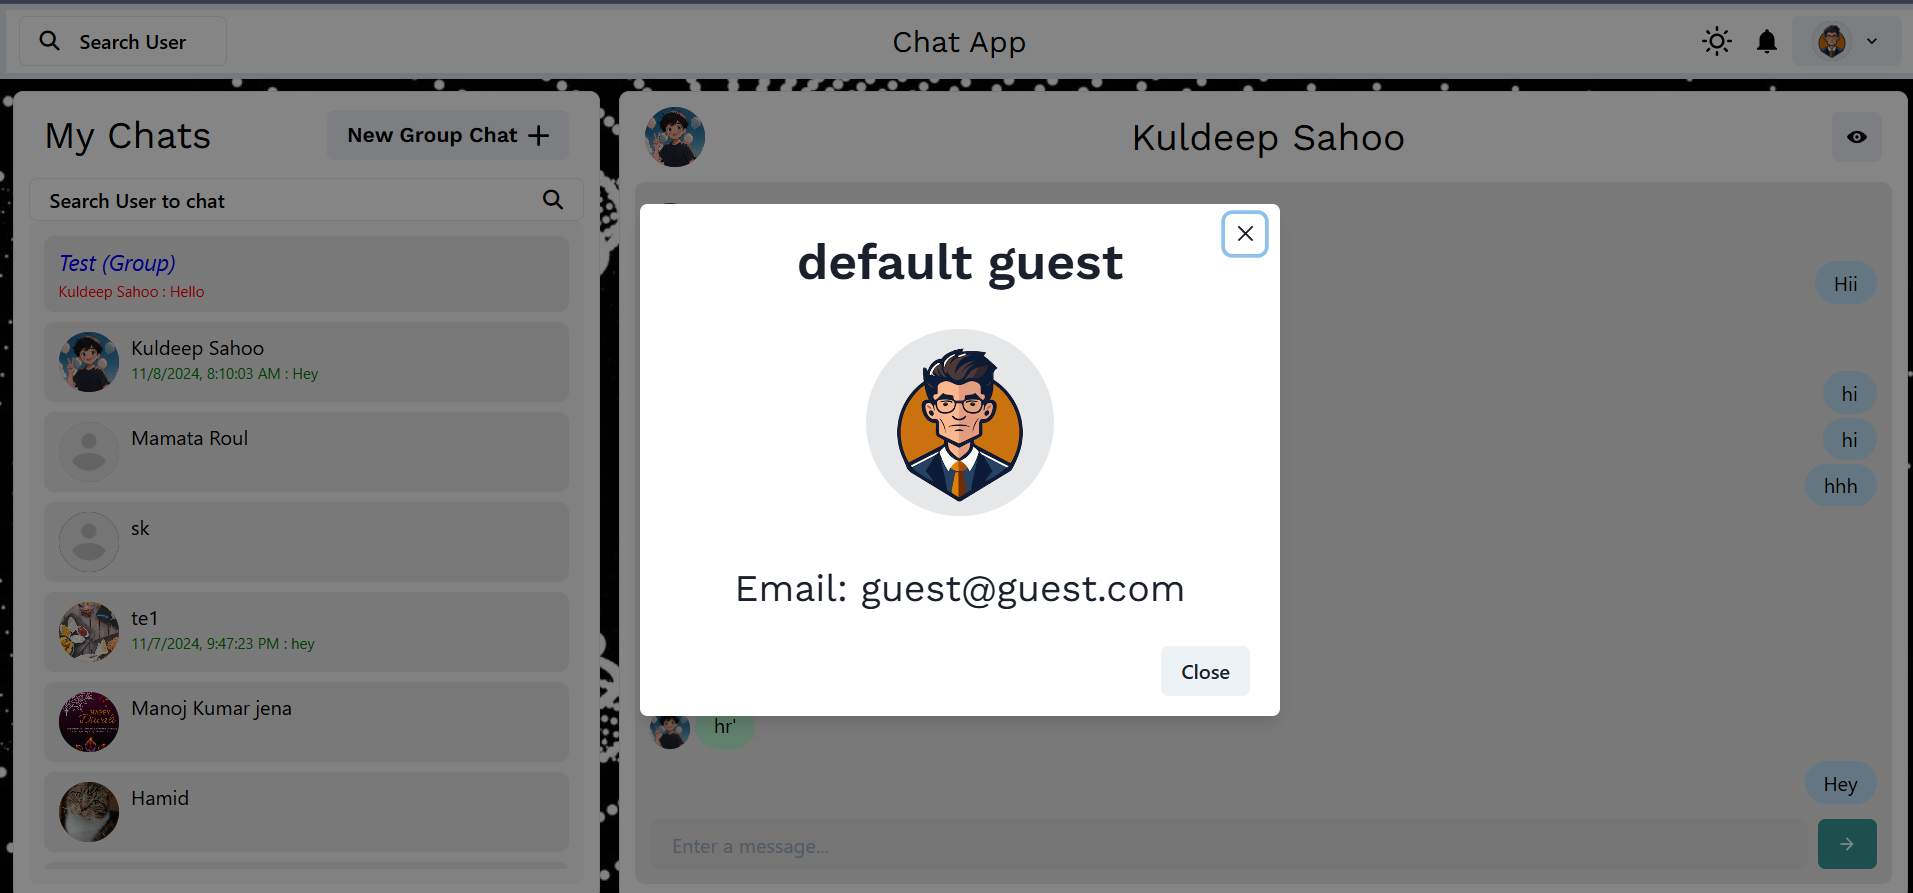 Search User
Chat App
My Chats
New Group Chat
Search User to chat
Test (Group)
Kuldeep Sahoo : Hello
Kuldeep Sahoo
11/8/2024, 8:10:03 AM : Hey
Mamata Roul
sk
te1
11/7/2024, 9:47:23 PM : hey
Manoj Kumar jena
Hamid
Kuldeep Sahoo
Hii
hi
hi
hhh
default guest
Email: guest@guest.com
Close
hr'
Hey
Enter a message...